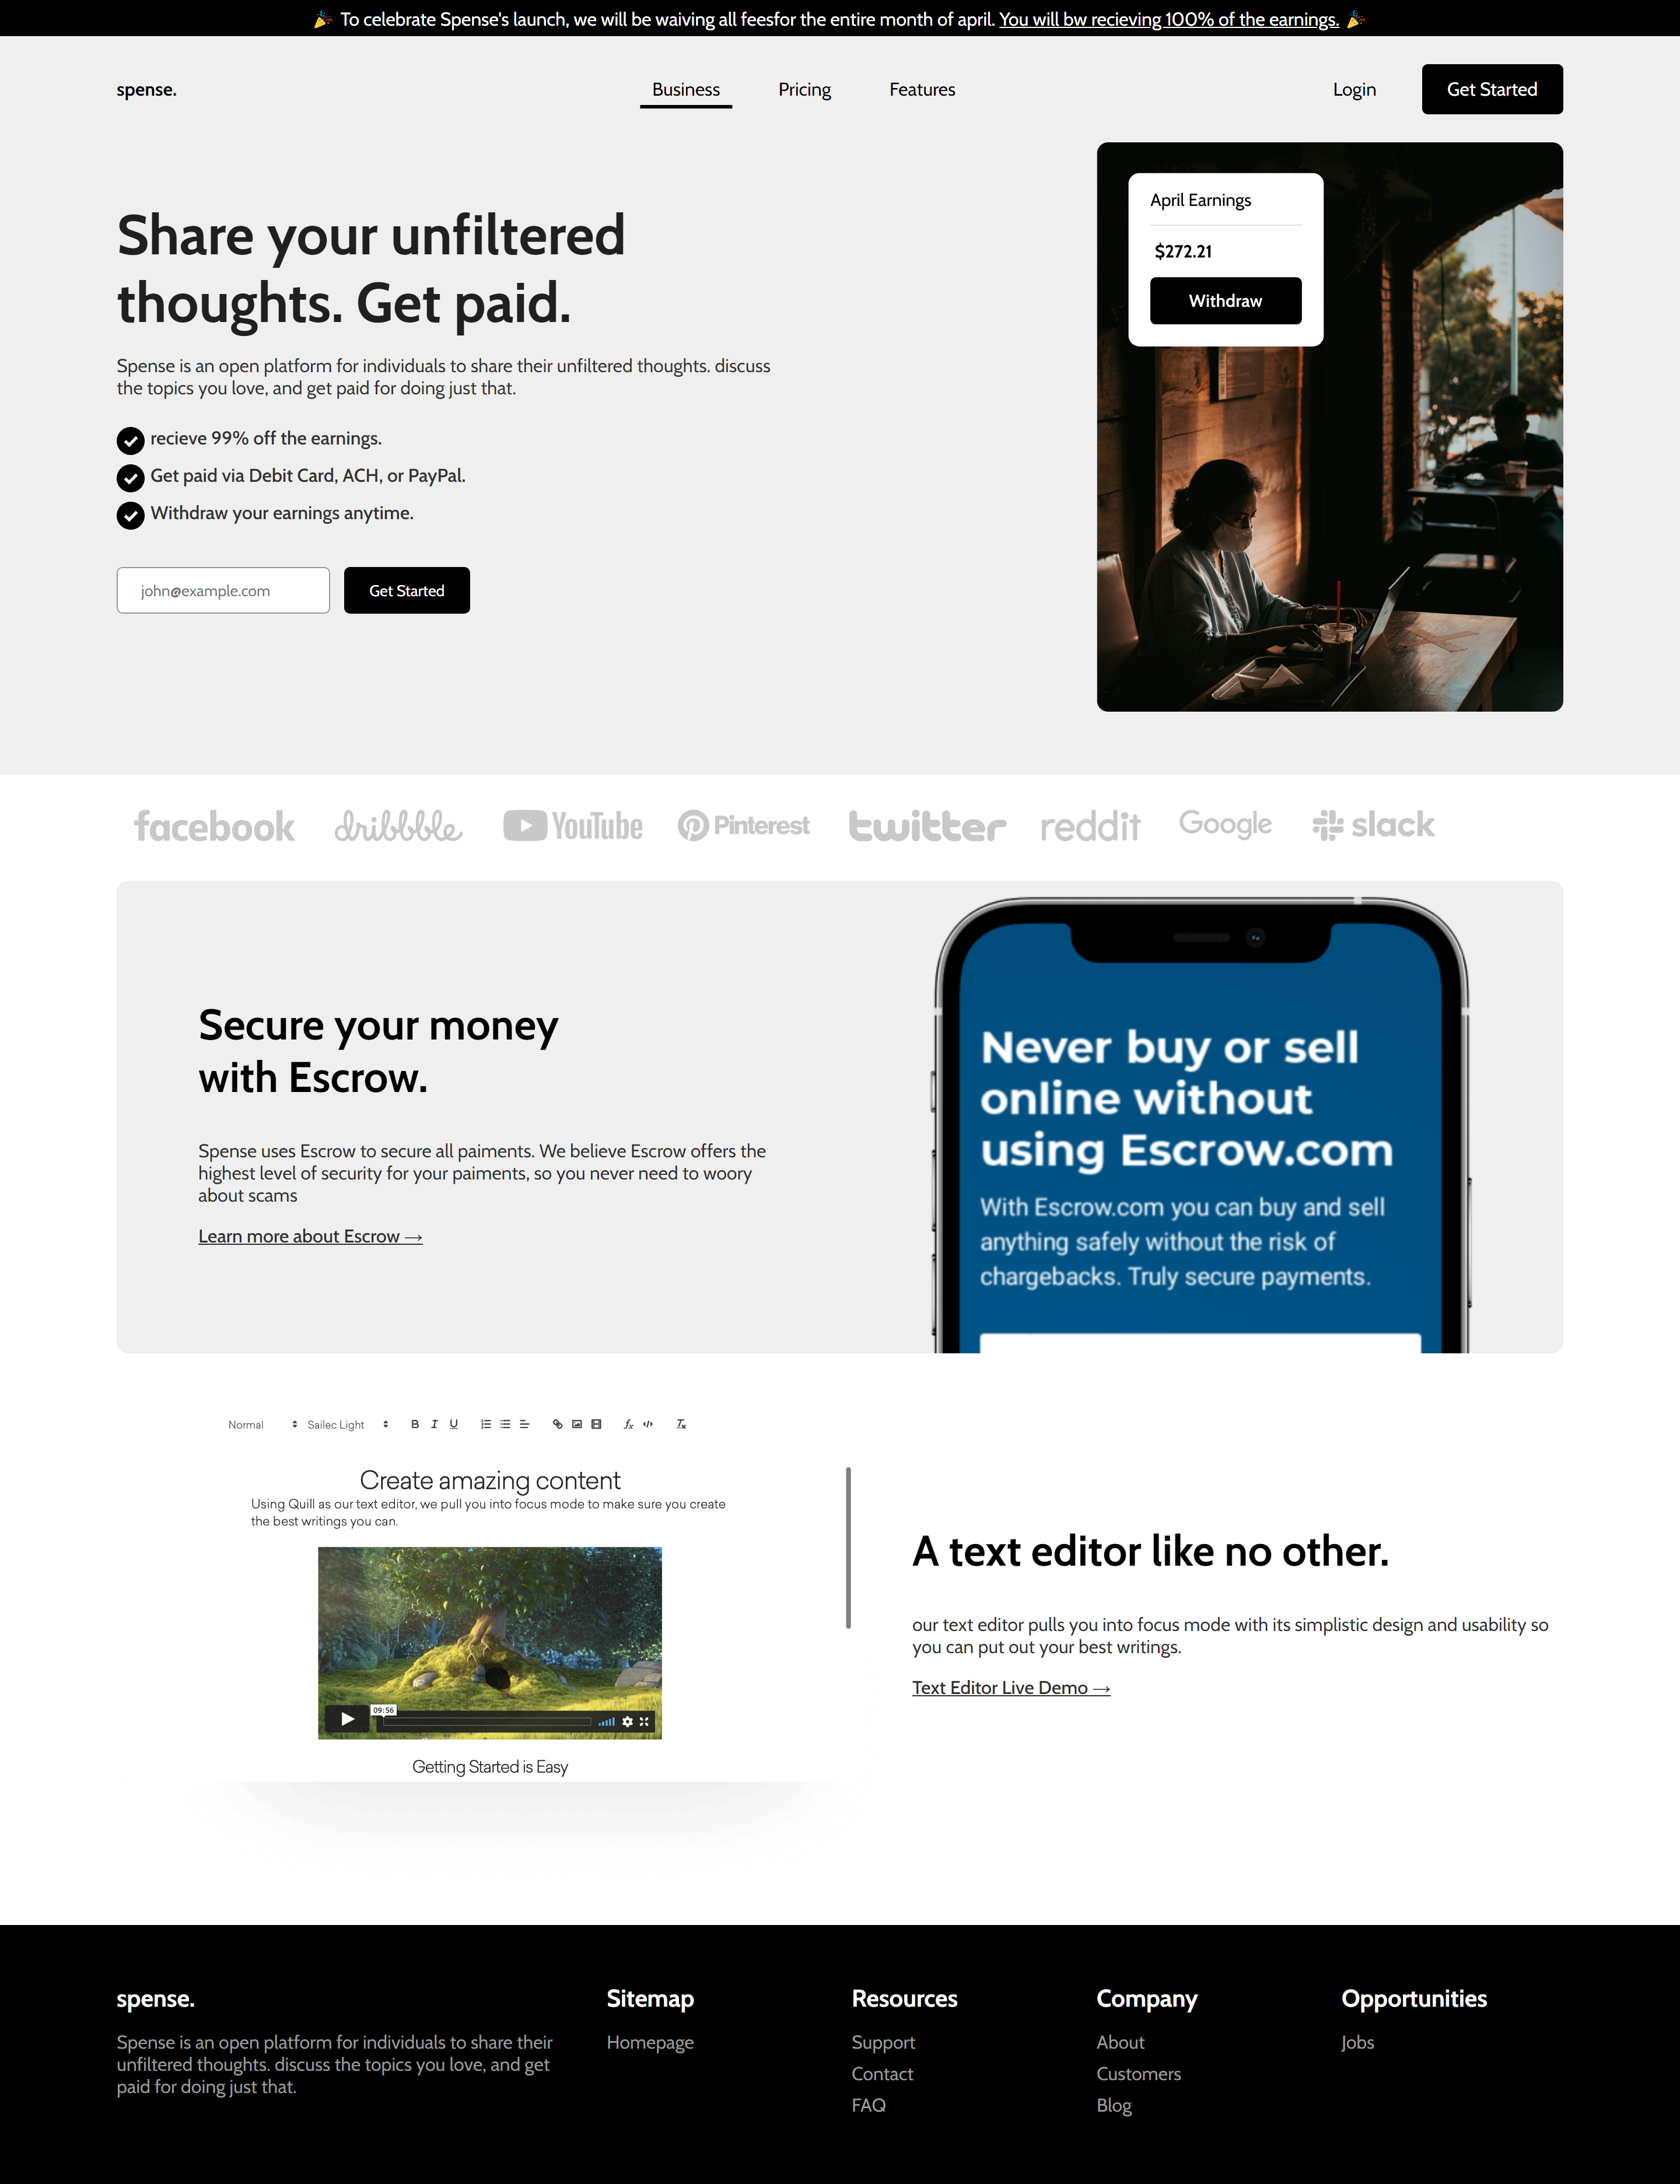 🎉 To celebrate Spense's launch, we will be waiving all feesfor the entire month of april. You will bw recieving 100% of the earnings. 🎉
spense.
Business
Pricing
Features
Login
Get Started
Share your unfiltered
thoughts. Get paid.
Spense is an open platform for individuals to share their unfiltered thoughts. discuss
the topics you love, and get paid for doing just that.
recieve 99% off the earnings.
Get paid via Debit Card, ACH, or PayPal.
Withdraw your earnings anytime.
john@example.com
Get Started
April Earnings
$272.21
Withdraw
facebook
dribbble
YouTube
Pinterest
twitter
reddit
Google
slack
Secure your money
with Escrow.
Spense uses Escrow to secure all paiments. We believe Escrow offers the
highest level of security for your paiments, so you never need to woory
about scams
Learn more about Escrow →
Never buy or sell
online without
using Escrow.com
With Escrow.com you can buy and sell
anything safely without the risk of
chargebacks. Truly secure payments.
Normal
Sailec Light
B I U
Create amazing content
Using Quill as our text editor, we pull you into focus mode to make sure you create
the best writings you can.
09:56
Getting Started is Easy
A text editor like no other.
our text editor pulls you into focus mode with its simplistic design and usability so
you can put out your best writings.
Text Editor Live Demo →
spense.
Spense is an open platform for individuals to share their
unfiltered thoughts. discuss the topics you love, and get
paid for doing just that.
Sitemap
Homepage
Resources
Support
Contact
FAQ
Company
About
Customers
Blog
Opportunities
Jobs